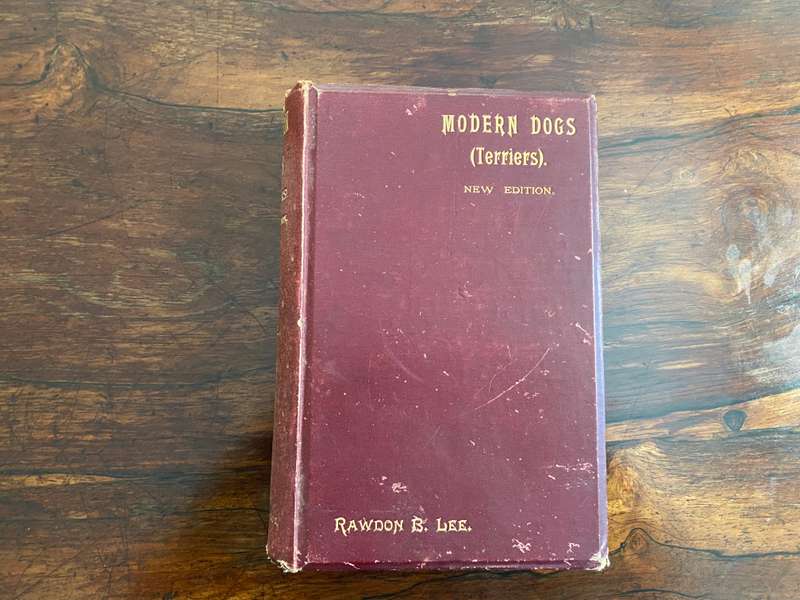 MODERN DOGS
(Terriers).
NEW EDITION.
RAWDON B. LEE.